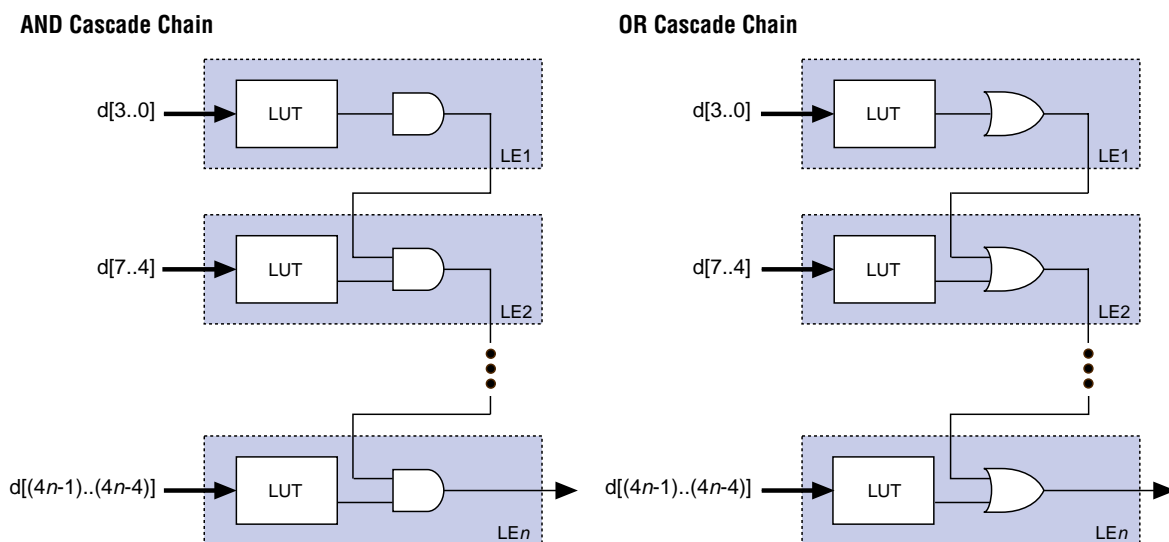 AND Cascade Chain
d[3..0]
LUT
LE1
d[7..4]
LUT
LE2
d[(4n-1)..(4n-4)]
LUT
LEn
OR Cascade Chain
d[3..0]
LUT
LE1
d[7..4]
LUT
LE2
d[(4n-1)..(4n-4)]
LUT
LEn